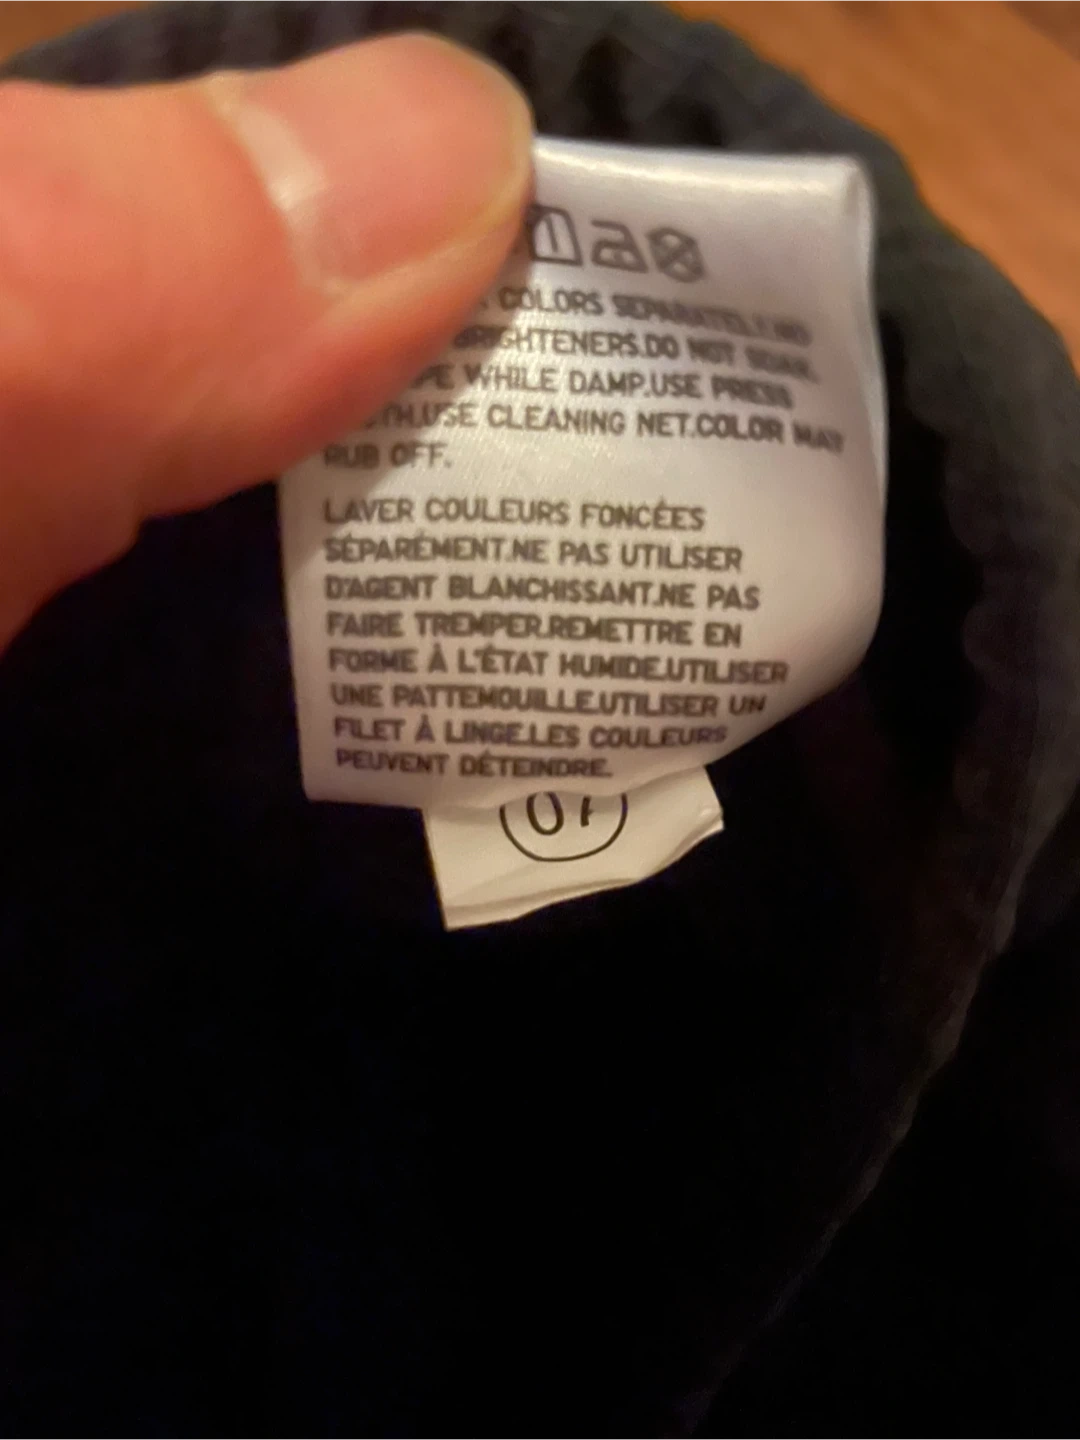 COLORS SEPARATELY.NO
BRIGHTENERS.DO NOT SOAK.
WHILE DAMP.USE PRESS
USE CLEANING NET.COLOR MAY
RUB OFF.
LAVER COULEURS FONCÉES
SÉPARÉMENT.NE PAS UTILISER
D'AGENT BLANCHISSANT.NE PAS
FAIRE TREMPER.REMETTRE EN
FORME À L'ÉTAT HUMIDE.UTILISER
UNE PATTEMOUILLE.UTILISER UN
FILET À LINGE.LES COULEURS
PEUVENT DÉTEINDRE.